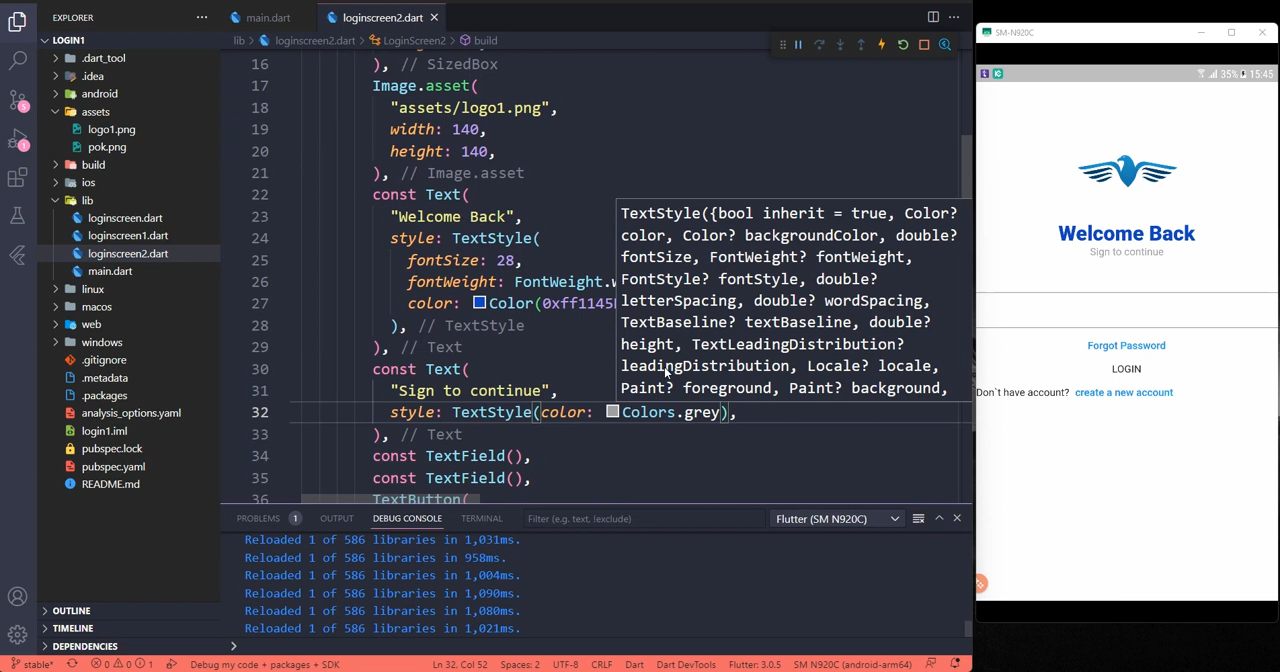 EXPLORER
LOGIN1
.dart_tool
.idea
android
assets
logo1.png
pok.png
build
ios
lib
loginscreen.dart
loginscreen1.dart
loginscreen2.dart
main.dart
linux
macos
web
windows
.gitignore
.metadata
.packages
analysis_options.yaml
login1.iml
pubspec.lock
pubspec.yaml
README.md
OUTLINE
TIMELINE
DEPENDENCIES
5
1
main.dart
loginscreen2.dart
lib > loginscreen2.dart > LoginScreen2 > build
16 ), // SizedBox
17 Image.asset(
18 "assets/logo1.png",
19 width: 140,
20 height: 140,
21 ), // Image.asset
22 const Text(
23 "Welcome Back",
24 style: TextStyle(
25 fontSize: 28,
26 fontWeight: FontWeight.
27 color: Color(0xff1145
28 ), // TextStyle
29 ), // Text
30 const Text(
31 "Sign to continue",
32 style: TextStyle(color: Colors.grey),
33 ), // Text
34 const TextField(),
35 const TextField(),
36 TextButton(
TextStyle({bool inherit = true, Color?
color, Color? backgroundColor, double?
fontSize, FontWeight? fontWeight,
FontStyle? fontStyle, double?
letterSpacing, double? wordSpacing,
TextBaseline? textBaseline, double?
height, TextLeadingDistribution?
leadingDistribution, Locale? locale,
Paint? foreground, Paint? background,
PROBLEMS 1 OUTPUT DEBUG CONSOLE TERMINAL Filter (e.g. text, !exclude) Flutter (SM N920C)
Reloaded 1 of 586 libraries in 1,031ms.
Reloaded 1 of 586 libraries in 958ms.
Reloaded 1 of 586 libraries in 1,004ms.
Reloaded 1 of 586 libraries in 1,090ms.
Reloaded 1 of 586 libraries in 1,080ms.
Reloaded 1 of 586 libraries in 1,021ms.
stable* 0 0 1 Debug my code + packages + SDK Ln 32, Col 52 Spaces: 2 UTF-8 CRLF Dart Dart DevTools Flutter: 3.0.5 SM N920C (android-arm64)
SM-N920C
35% 15:45
Welcome Back
Sign to continue
Forgot Password
LOGIN
Don`t have account? create a new account